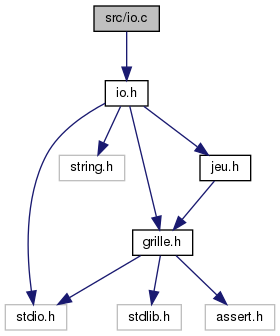 src/io.c
io.h
string.h
jeu.h
grille.h
stdio.h
stdlib.h
assert.h